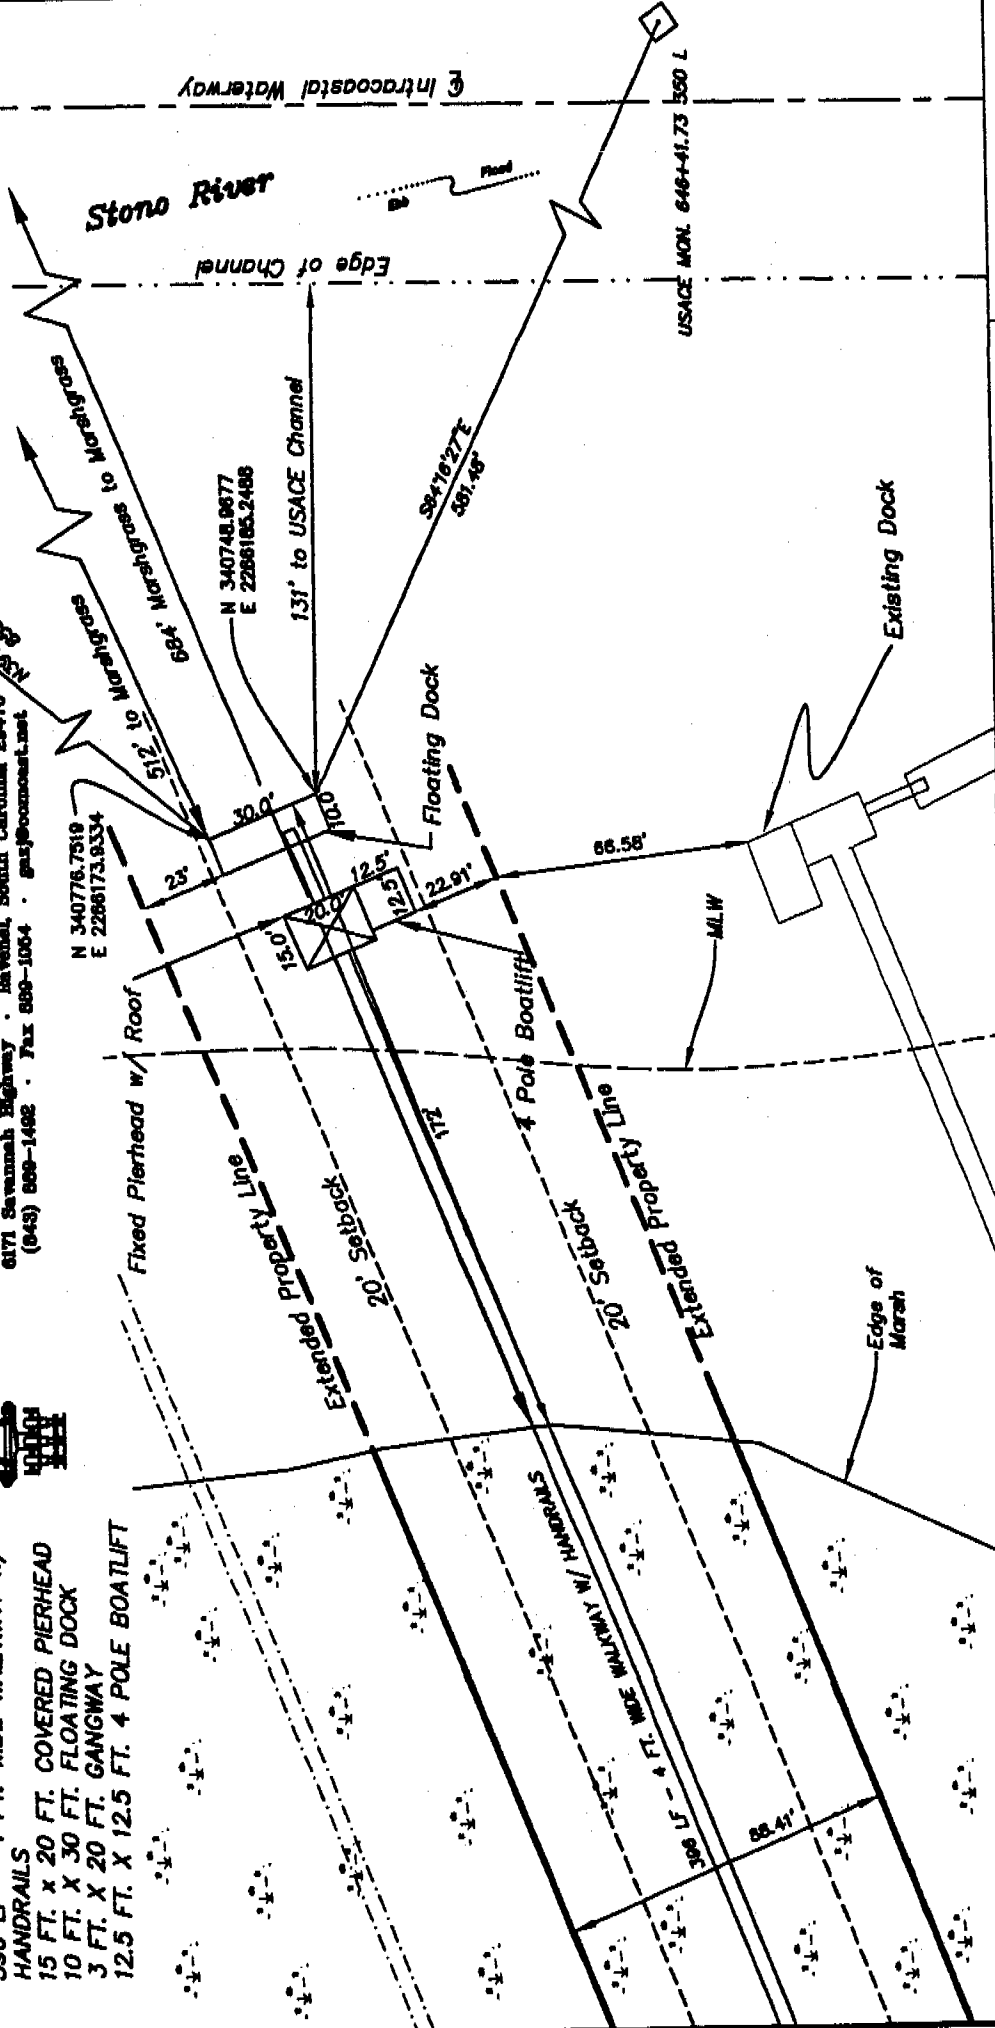 HANDRAILS
15 FT. x 20 FT. COVERED PIERHEAD
10 FT. X 30 FT. FLOATING DOCK
3 FT. X 20 FT. GANGWAY
12.5 FT. X 12.5 FT. 4 POLE BOATLIFT
6171 Savannah Highway · Ravenel, South Carolina
(843) 889-1492 · Fax 889-1054 ·
Fixed Pierhead w/ Roof
N 340776.7519
E 2286173.9334
512' to Marshgrass
684' Marshgrass to Marshgrass
Stono River
℄ Intracoastal Waterway
Edge of Channel
Ebb
Flood
N 340748.9677
E 2286185.2488
131' to USACE Channel
S64°16'27"E
581.48'
USACE MON. 646+41.73 550 L
23'
30.0'
10.0'
15.0'
20.0'
12.5'
12.5'
22.91'
66.58'
Floating Dock
Existing Dock
4 Pole Boatlift
MLW
172'
Extended Property Line
20' Setback
20' Setback
Extended Property Line
Edge of
Marsh
398 LF - 4 FT. WIDE WALKWAY W/ HANDRAILS
88.41'